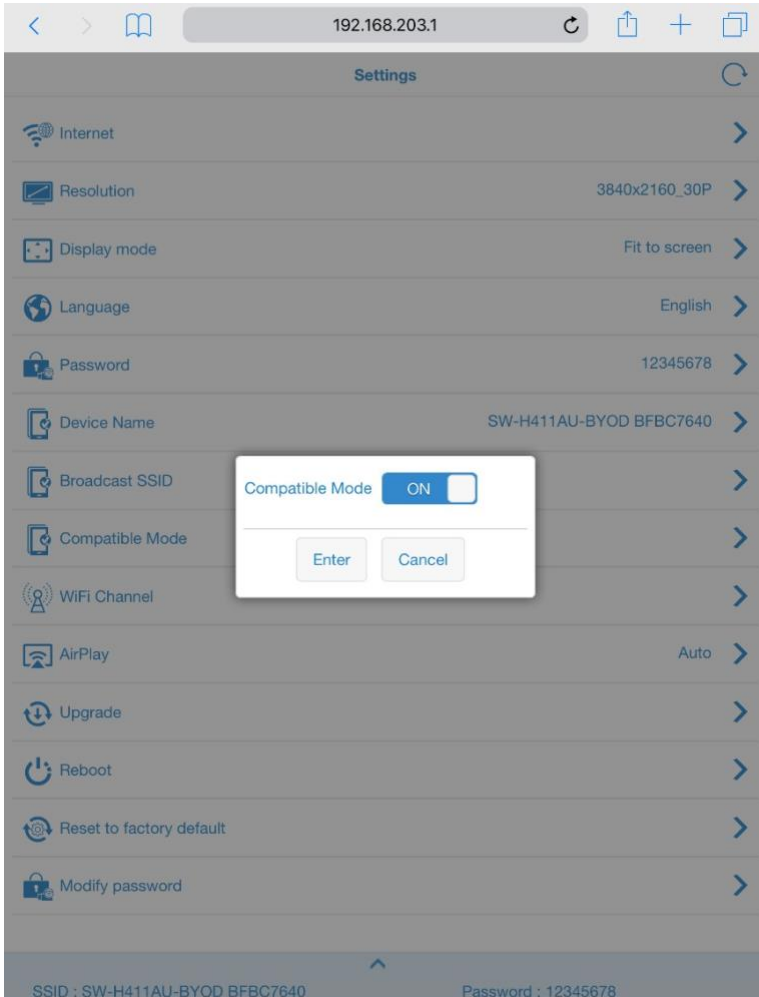 192.168.203.1
Settings
Internet
Resolution 3840x2160_30P
Display mode Fit to screen
Language English
Password 12345678
Device Name SW-H411AU-BYOD BFBC7640
Broadcast SSID
Compatible Mode ON
Compatible Mode
Enter Cancel
WiFi Channel
AirPlay Auto
Upgrade
Reboot
Reset to factory default
Modify password
SSID : SW-H411AU-BYOD BFBC7640 Password : 12345678